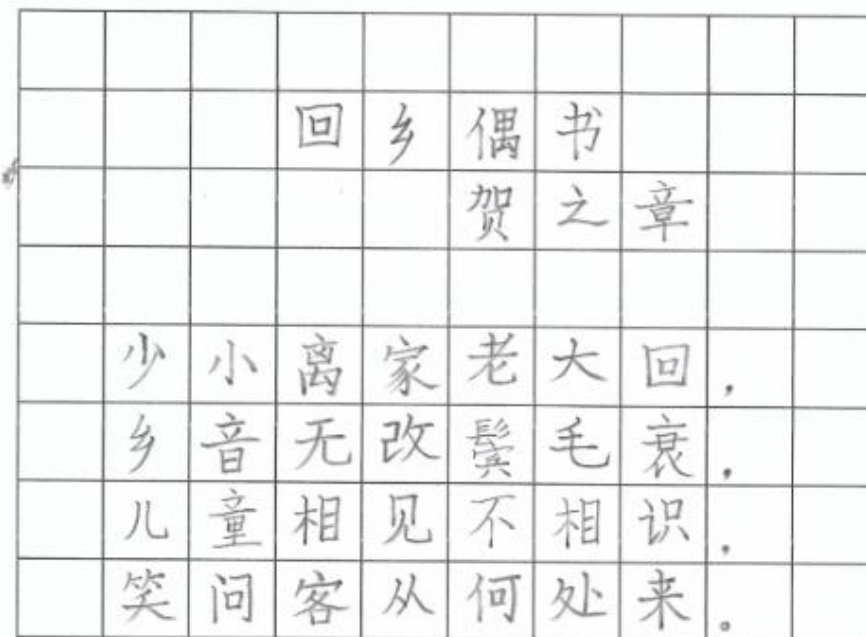 回乡偶书
贺之章
少小离家老大回，
乡音无改鬓毛衰，
儿童相见不相识，
笑问客从何处来。